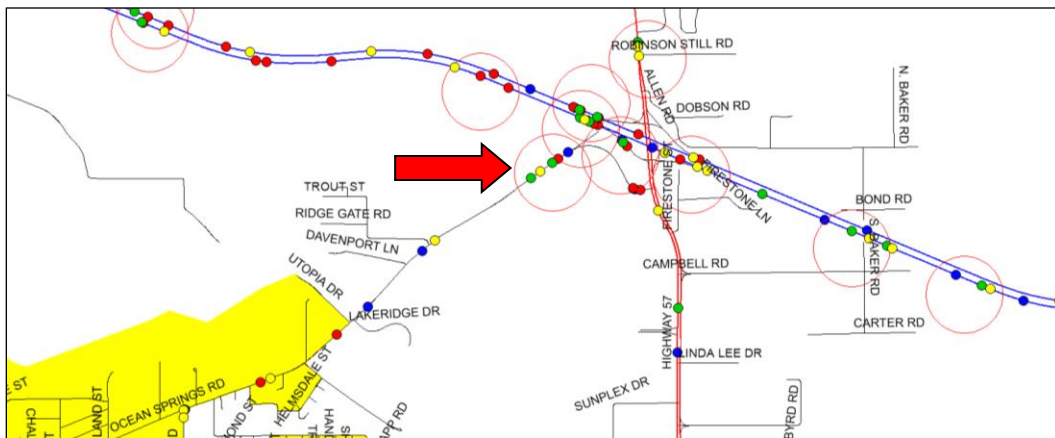 ROBINSON STILL RD
ALLEN RD
DOBSON RD
N. BAKER RD
FIRESTONE ST
FIRESTONE LN
TROUT ST
RIDGE GATE RD
DAVENPORT LN
BOND RD
S. BAKER RD
UTOPIA DR
CAMPBELL RD
LAKERIDGE DR
HIGHWAY 57
CARTER RD
LINDA LEE DR
HELMSDALE ST
SUNPLEX DR
OCEAN SPRINGS RD
BYRD RD